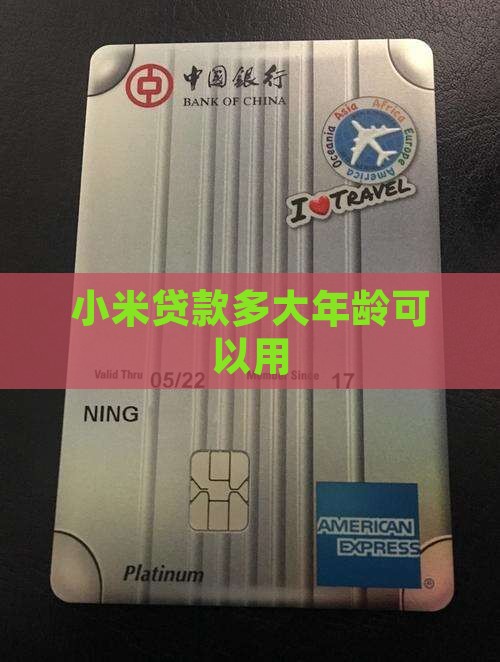 中国銀行
BANK OF CHINA
Oceania Asia Africa Europe America
I ❤ TRAVEL
小米贷款多大年龄可
以用
Valid Thru 05/22 Member Since 17
NING
AMERICAN
EXPRESS
®
Platinum